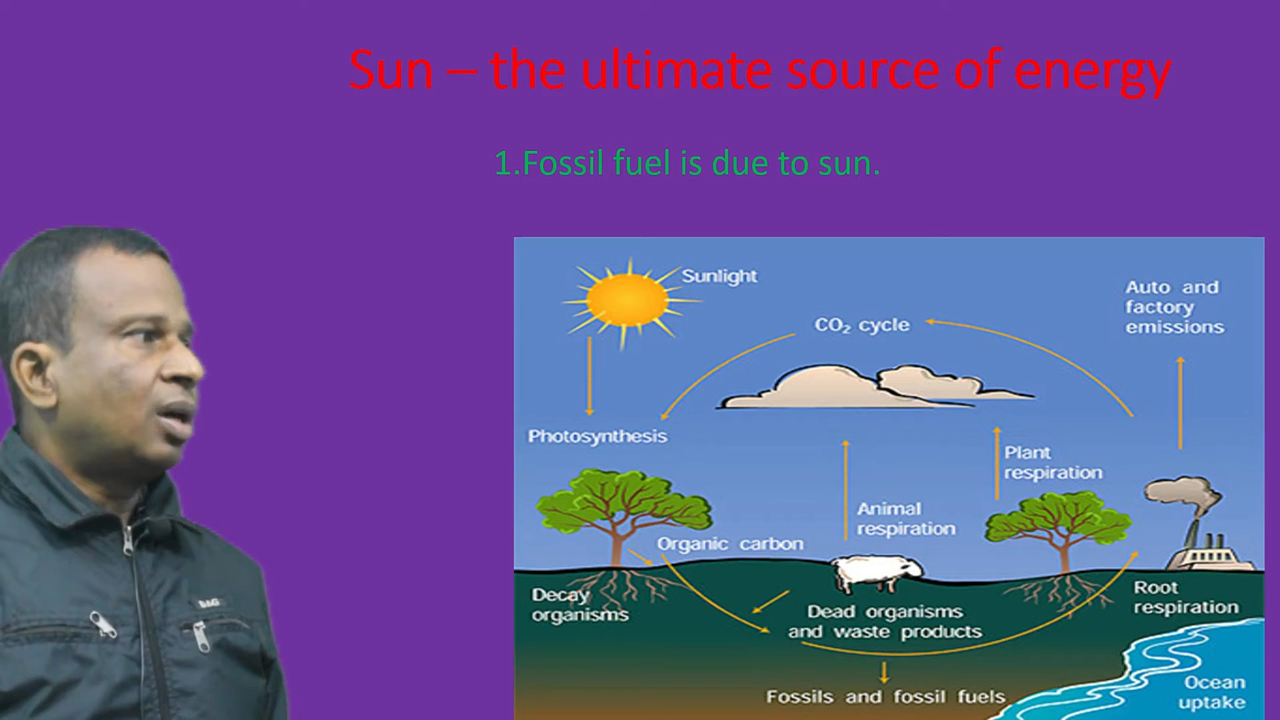 Sun – the ultimate source of energy
1.Fossil fuel is due to sun.
Sunlight
Auto and
factory
emissions
CO₂ cycle
Photosynthesis
Plant
respiration
Animal
respiration
Organic carbon
Decay
organisms
Dead organisms
and waste products
Root
respiration
Fossils and fossil fuels
Ocean
uptake
BAG